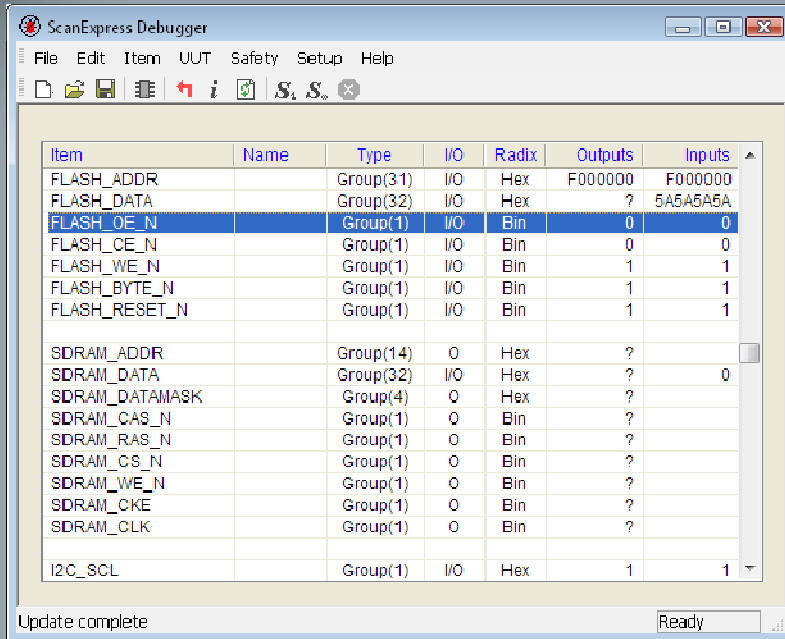 ScanExpress Debugger
File Edit Item UUT Safety Setup Help
Item Name Type I/O Radix Outputs Inputs
FLASH_ADDR Group(31) I/O Hex F000000 F000000
FLASH_DATA Group(32) I/O Hex ? 5A5A5A5A
FLASH_OE_N Group(1) I/O Bin 0 0
FLASH_CE_N Group(1) I/O Bin 0 0
FLASH_WE_N Group(1) I/O Bin 1 1
FLASH_BYTE_N Group(1) I/O Bin 1 1
FLASH_RESET_N Group(1) I/O Bin 1 1
SDRAM_ADDR Group(14) O Hex ?
SDRAM_DATA Group(32) I/O Hex ? 0
SDRAM_DATAMASK Group(4) O Hex ?
SDRAM_CAS_N Group(1) O Bin ?
SDRAM_RAS_N Group(1) O Bin ?
SDRAM_CS_N Group(1) O Bin ?
SDRAM_WE_N Group(1) O Bin ?
SDRAM_CKE Group(1) O Bin ?
SDRAM_CLK Group(1) O Bin ?
I2C_SCL Group(1) I/O Hex 1 1
Update complete Ready